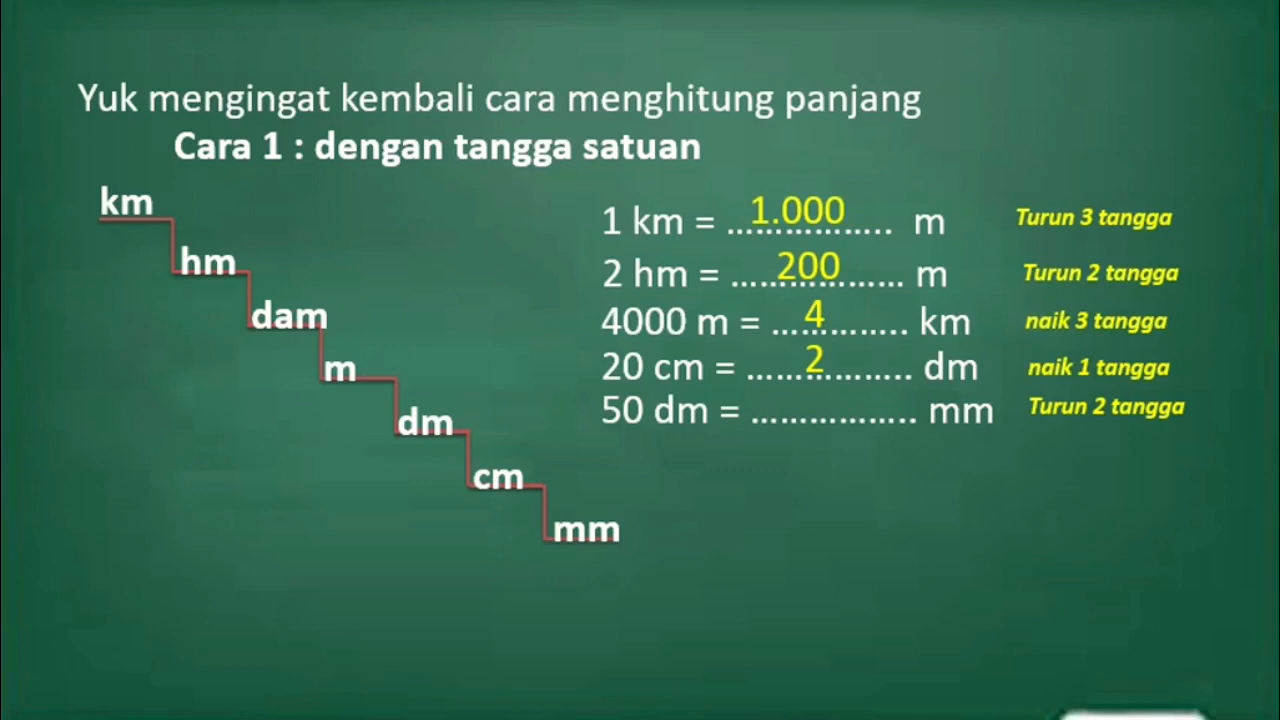 Yuk mengingat kembali cara menghitung panjang
Cara 1 : dengan tangga satuan
km
hm
dam
m
dm
cm
mm
1 km = ...1.000... m Turun 3 tangga
2 hm = ...200... m Turun 2 tangga
4000 m = ...4... km naik 3 tangga
20 cm = ...2... dm naik 1 tangga
50 dm = ................. mm Turun 2 tangga